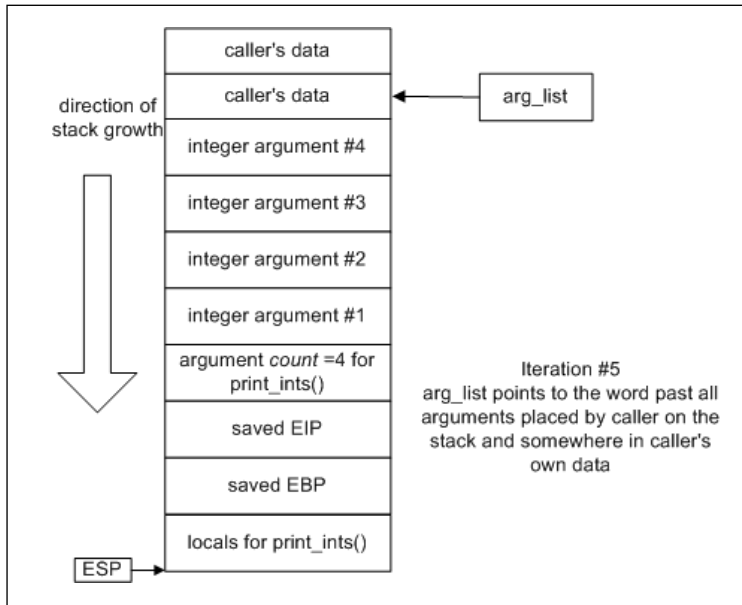 caller's data
caller's data
arg_list
direction of
stack growth
integer argument #4
integer argument #3
integer argument #2
integer argument #1
argument count =4 for
print_ints()
saved EIP
saved EBP
locals for print_ints()
ESP
Iteration #5
arg_list points to the word past all
arguments placed by caller on the
stack and somewhere in caller's
own data